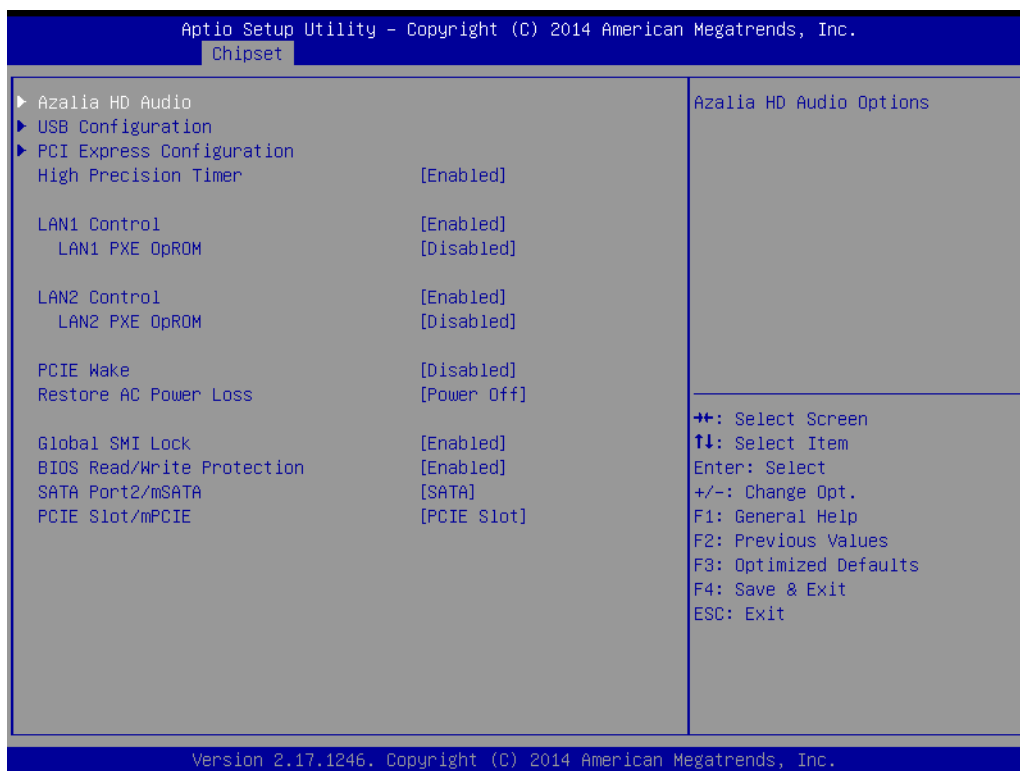 Aptio Setup Utility – Copyright (C) 2014 American Megatrends, Inc.
Chipset
Azalia HD Audio
USB Configuration
PCI Express Configuration
High Precision Timer [Enabled]
LAN1 Control [Enabled]
LAN1 PXE OpROM [Disabled]
LAN2 Control [Enabled]
LAN2 PXE OpROM [Disabled]
PCIE Wake [Disabled]
Restore AC Power Loss [Power Off]
Global SMI Lock [Enabled]
BIOS Read/Write Protection [Enabled]
SATA Port2/mSATA [SATA]
PCIE Slot/mPCIE [PCIE Slot]
Azalia HD Audio Options
→←: Select Screen
↑↓: Select Item
Enter: Select
+/-: Change Opt.
F1: General Help
F2: Previous Values
F3: Optimized Defaults
F4: Save & Exit
ESC: Exit
Version 2.17.1246. Copyright (C) 2014 American Megatrends, Inc.